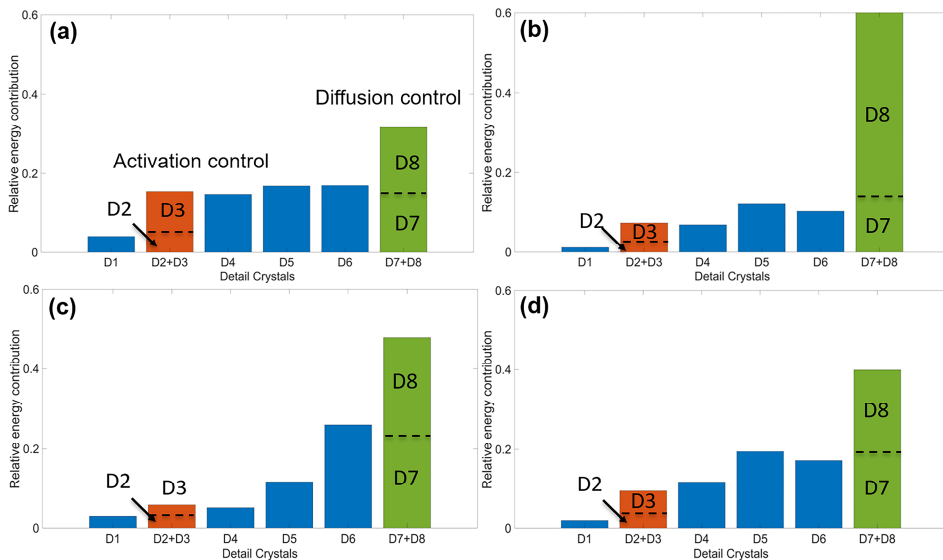 (a)
Relative energy contribution
0.6
0.4
0.2
0
Diffusion control
Activation control
D2
D3
D8
D7
D1
D2+D3
D4
D5
D6
D7+D8
Detail Crystals
(b)
Relative energy contribution
0.6
0.4
0.2
0
D2
D3
D8
D7
D1
D2+D3
D4
D5
D6
D7+D8
Detail Crystals
(c)
Relative energy contribution
0.6
0.4
0.2
0
D2
D3
D8
D7
D1
D2+D3
D4
D5
D6
D7+D8
Detail Crystals
(d)
Relative energy contribution
0.6
0.4
0.2
0
D2
D3
D8
D7
D1
D2+D3
D4
D5
D6
D7+D8
Detail Crystals